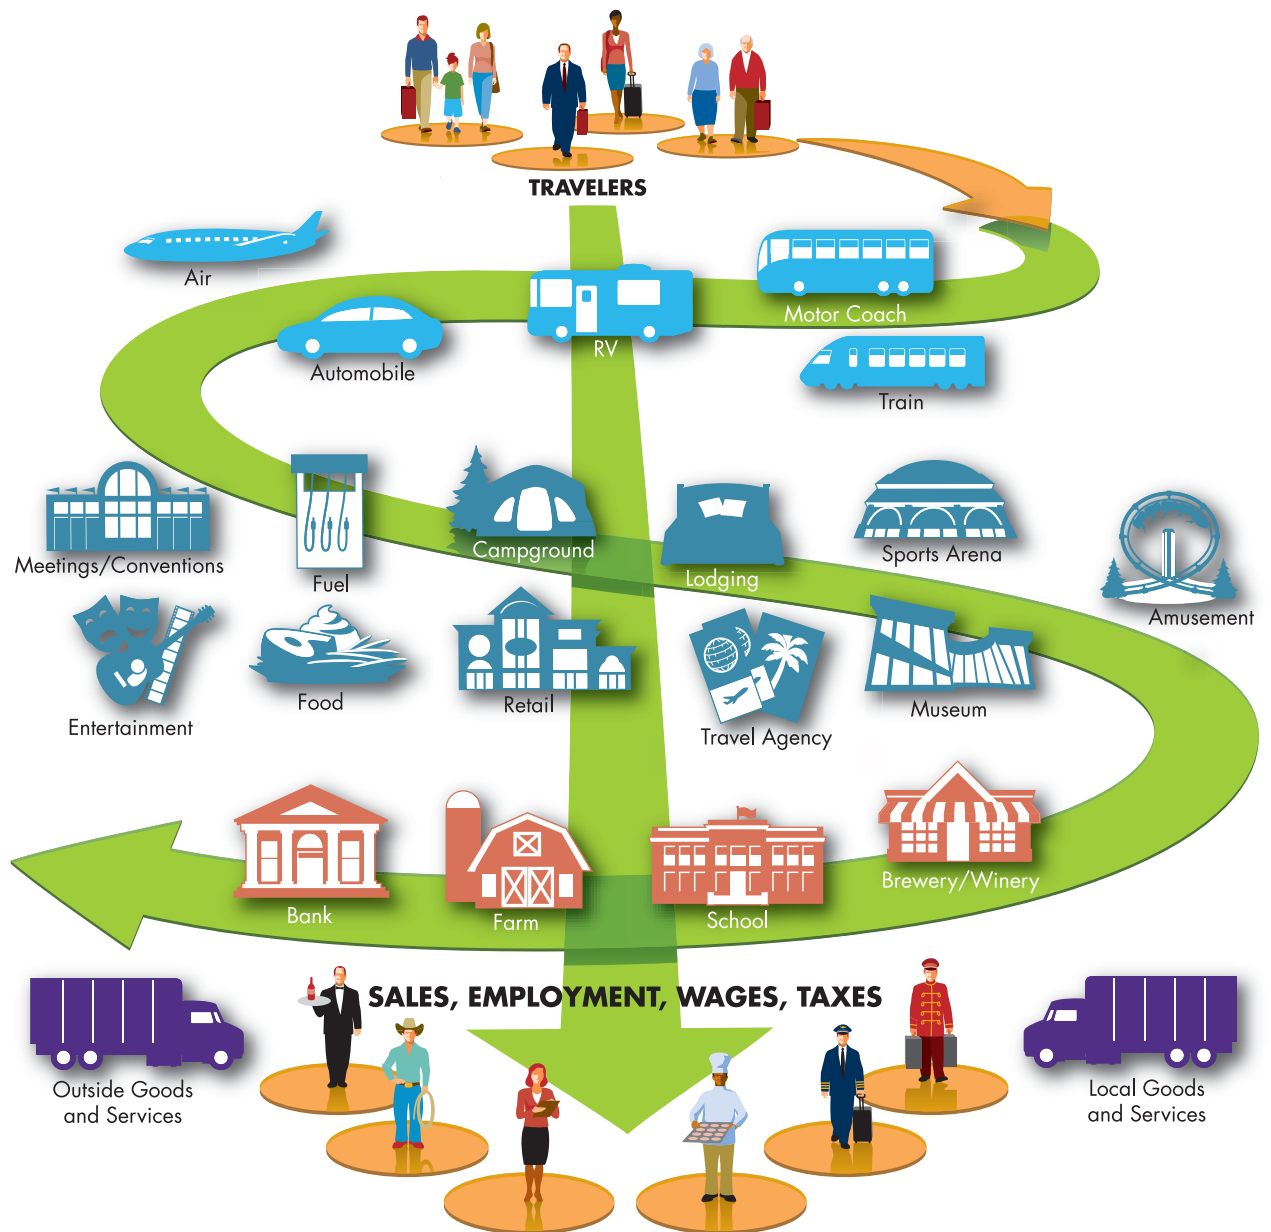 TRAVELERS
Air
Motor Coach
RV
Automobile
Train
Campground
Sports Arena
Meetings/Conventions
Fuel
Lodging
Amusement
Food
Retail
Museum
Entertainment
Travel Agency
Brewery/Winery
Bank
Farm
School
SALES, EMPLOYMENT, WAGES, TAXES
Outside Goods
and Services
Local Goods
and Services